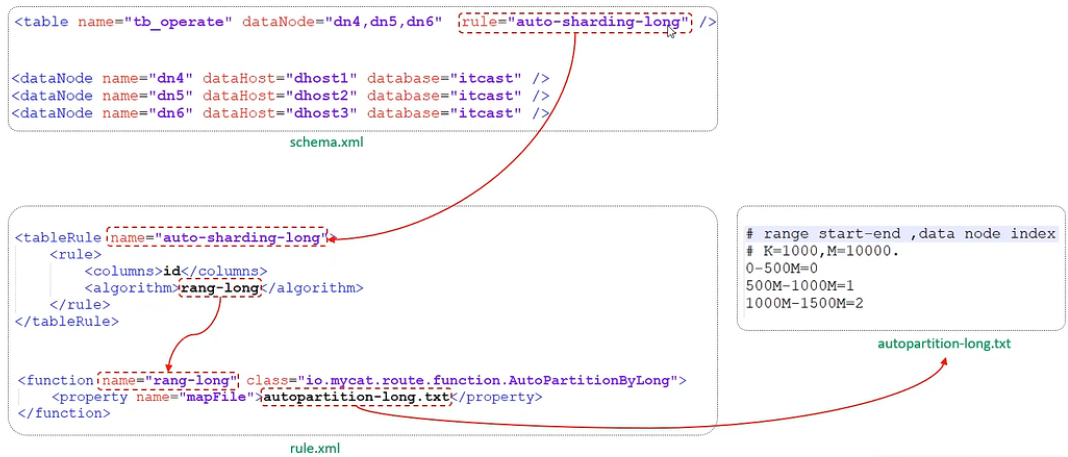 <table name="tb_operate" dataNode="dn4,dn5,dn6" rule="auto-sharding-long" />
<dataNode name="dn4" dataHost="dhost1" database="itcast" />
<dataNode name="dn5" dataHost="dhost2" database="itcast" />
<dataNode name="dn6" dataHost="dhost3" database="itcast" />
schema.xml
<tableRule name="auto-sharding-long">
<rule>
<columns>id</columns>
<algorithm>rang-long</algorithm>
</rule>
</tableRule>
<function name="rang-long" class="io.mycat.route.function.AutoPartitionByLong">
<property name="mapFile">autopartition-long.txt</property>
</function>
rule.xml
# range start-end ,data node index
# K=1000,M=10000.
0-500M=0
500M-1000M=1
1000M-1500M=2
autopartition-long.txt